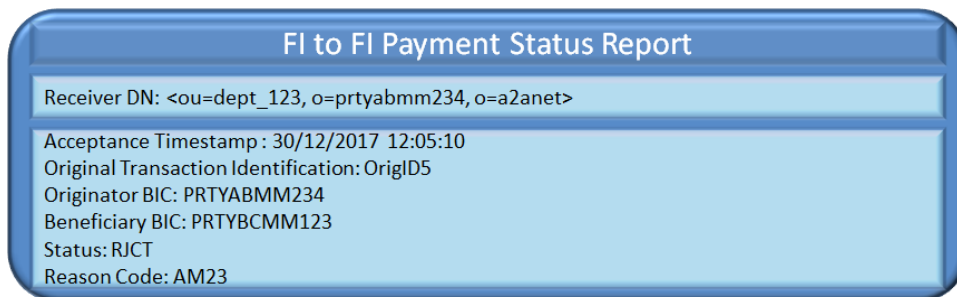 FI to FI Payment Status Report
Receiver DN: <ou=dept_123, o=prtyabmm234, o=a2anet>
Acceptance Timestamp : 30/12/2017 12:05:10
Original Transaction Identification: OrigID5
Originator BIC: PRTYABMM234
Beneficiary BIC: PRTYBCMM123
Status: RJCT
Reason Code: AM23